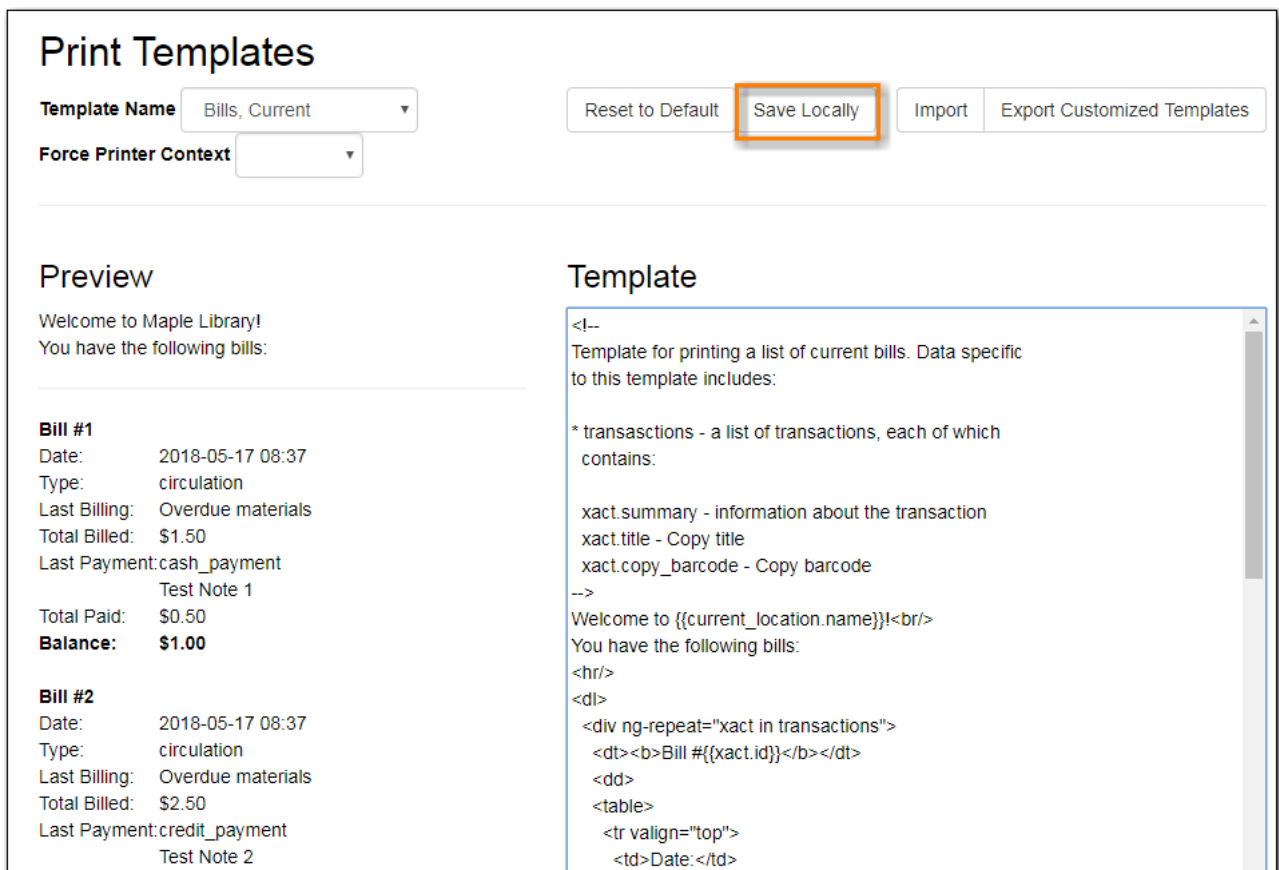 Print Templates
Template Name Bills, Current Reset to Default Save Locally Import Export Customized Templates
Force Printer Context
Preview
Welcome to Maple Library!
You have the following bills:
Bill #1
Date: 2018-05-17 08:37
Type: circulation
Last Billing: Overdue materials
Total Billed: $1.50
Last Payment: cash_payment
Test Note 1
Total Paid: $0.50
Balance: $1.00
Bill #2
Date: 2018-05-17 08:37
Type: circulation
Last Billing: Overdue materials
Total Billed: $2.50
Last Payment: credit_payment
Test Note 2
Template
<!--
Template for printing a list of current bills. Data specific
to this template includes:
* transasctions - a list of transactions, each of which
contains:
xact.summary - information about the transaction
xact.title - Copy title
xact.copy_barcode - Copy barcode
-->
Welcome to {{current_location.name}}!<br/>
You have the following bills:
<hr/>
<dl>
<div ng-repeat="xact in transactions">
<dt><b>Bill #{{xact.id}}</b></dt>
<dd>
<table>
<tr valign="top">
<td>Date:</td>